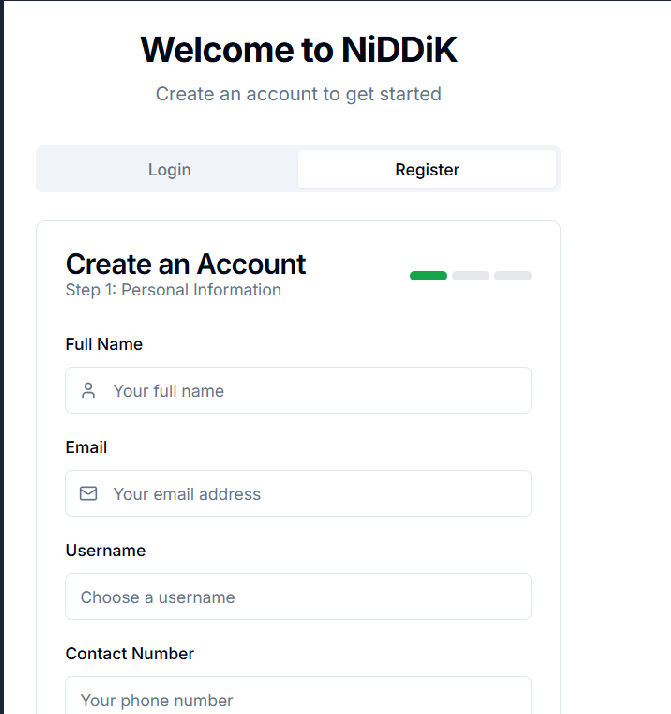 Welcome to NiDDiK
Create an account to get started
Login
Register
Create an Account
Step 1: Personal Information
Full Name
Your full name
Email
Your email address
Username
Choose a username
Contact Number
Your phone number